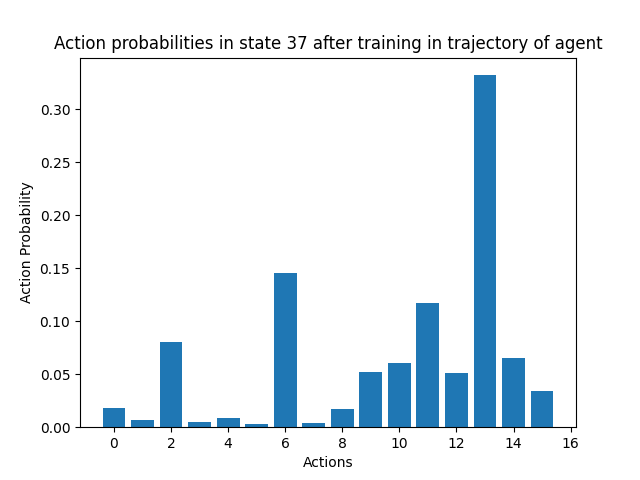 Action probabilities in state 37 after training in trajectory of agent
0.30
0.25
0.20
0.15
0.10
0.05
0.00
Action Probability
0 2 4 6 8 10 12 14 16
Actions